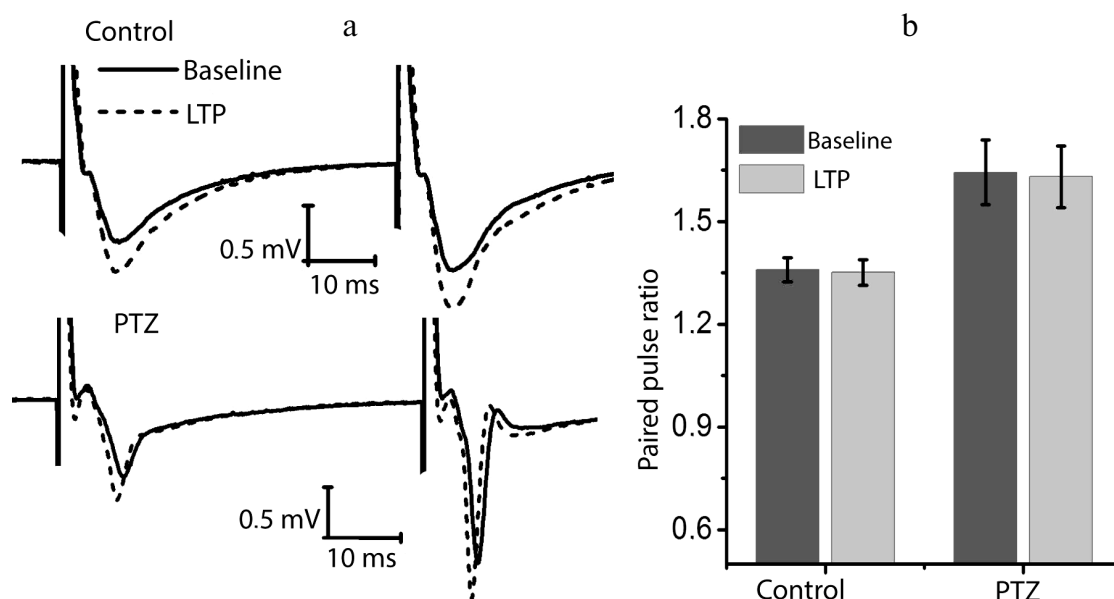 a
Control
Baseline
LTP
0.5 mV
10 ms
PTZ
0.5 mV
10 ms
b
Paired pulse ratio
1.8
1.5
1.2
0.9
0.6
Baseline
LTP
Control
PTZ